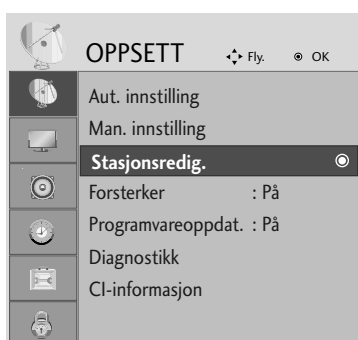 OPPSETT Fly. OK
Aut. innstilling
Man. innstilling
Stasjonsredig.
Forsterker : På
Programvareoppdat. : På
Diagnostikk
CI-informasjon